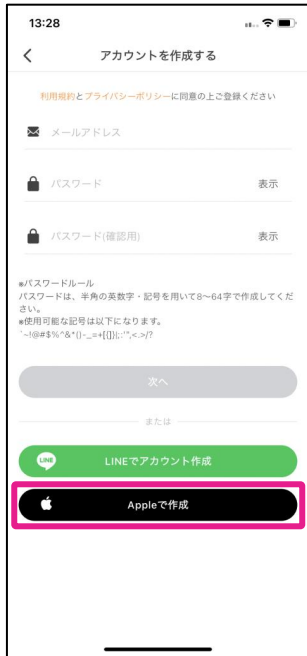 13:28
アカウントを作成する
利用規約とプライバシーポリシーに同意の上ご登録ください
メールアドレス
パスワード 表示
パスワード(確認用) 表示
※パスワードルール
パスワードは、半角の英数字・記号を用いて8〜64字で作成してくだ
さい。
※使用可能な記号は以下になります。
`~!@#$%^&*()-_=+[{]}|;:'",<.>/?
次へ
または
LINE LINEでアカウント作成
Appleで作成